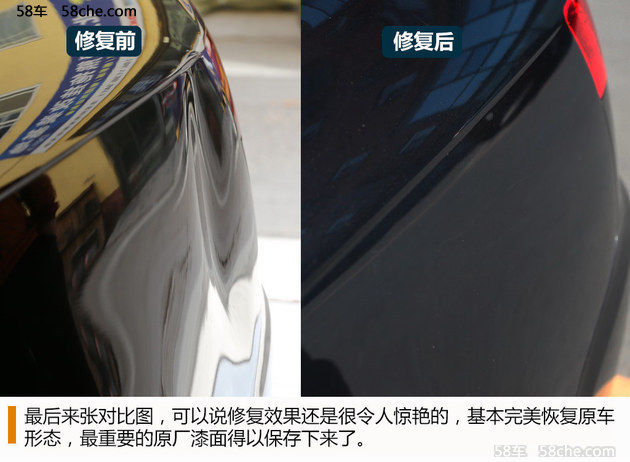 58车 58che.com
修复前
修复后
最后来张对比图，可以说修复效果还是很令人惊艳的，基本完美恢复原车
形态，最重要的原厂漆面得以保存下来了。
58车 58che.com